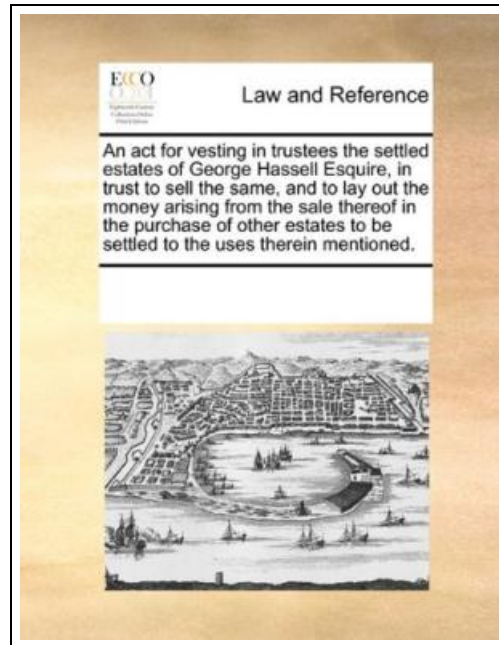 ECCO
Law and Reference
An act for vesting in trustees the settled
estates of George Hassell Esquire, in
trust to sell the same, and to lay out the
money arising from the sale thereof in
the purchase of other estates to be
settled to the uses therein mentioned.